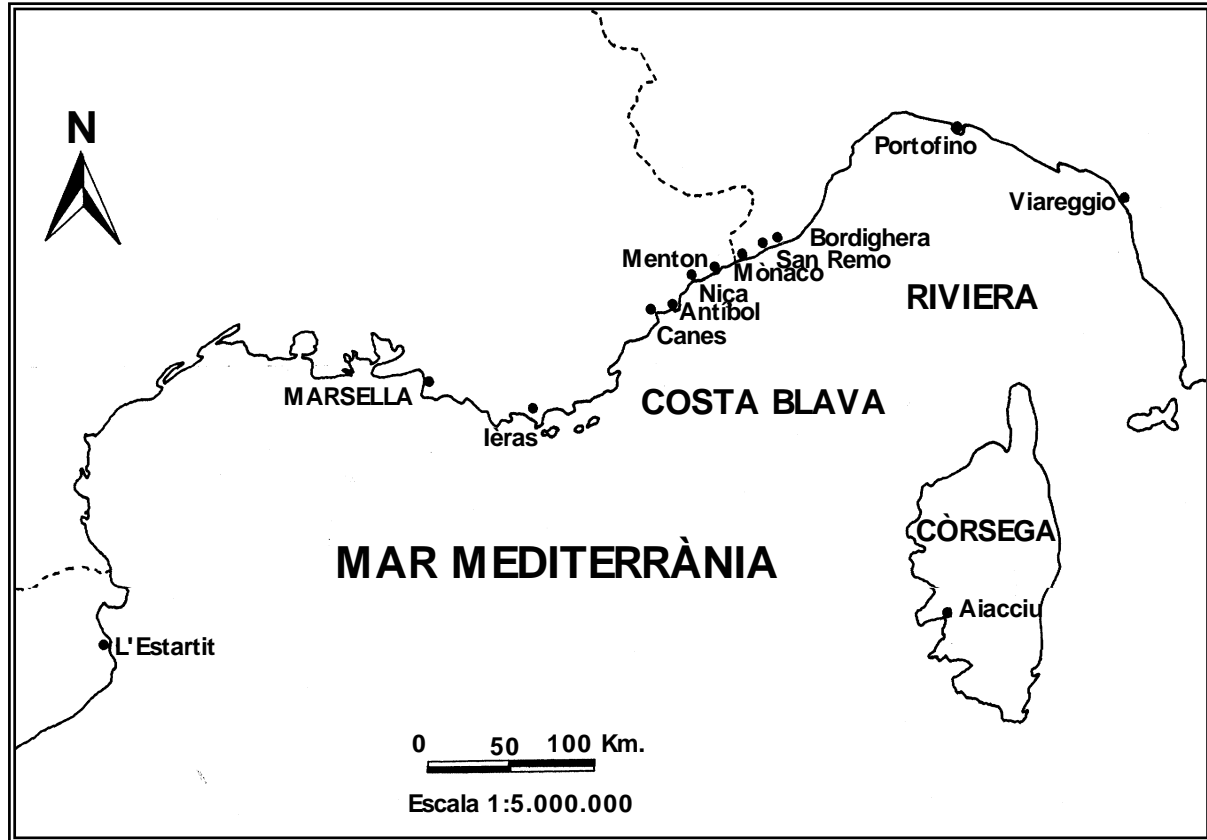 N
Portofino
Viareggio
Bordighera
San Remo
Menton
Mònaco
Niça
Antíbol
Canes
RIVIERA
MARSELLA
COSTA BLAVA
Ieras
CÒRSEGA
MAR MEDITERRÀNIA
Aiacciu
L'Estartit
0 50 100 Km.
Escala 1:5.000.000